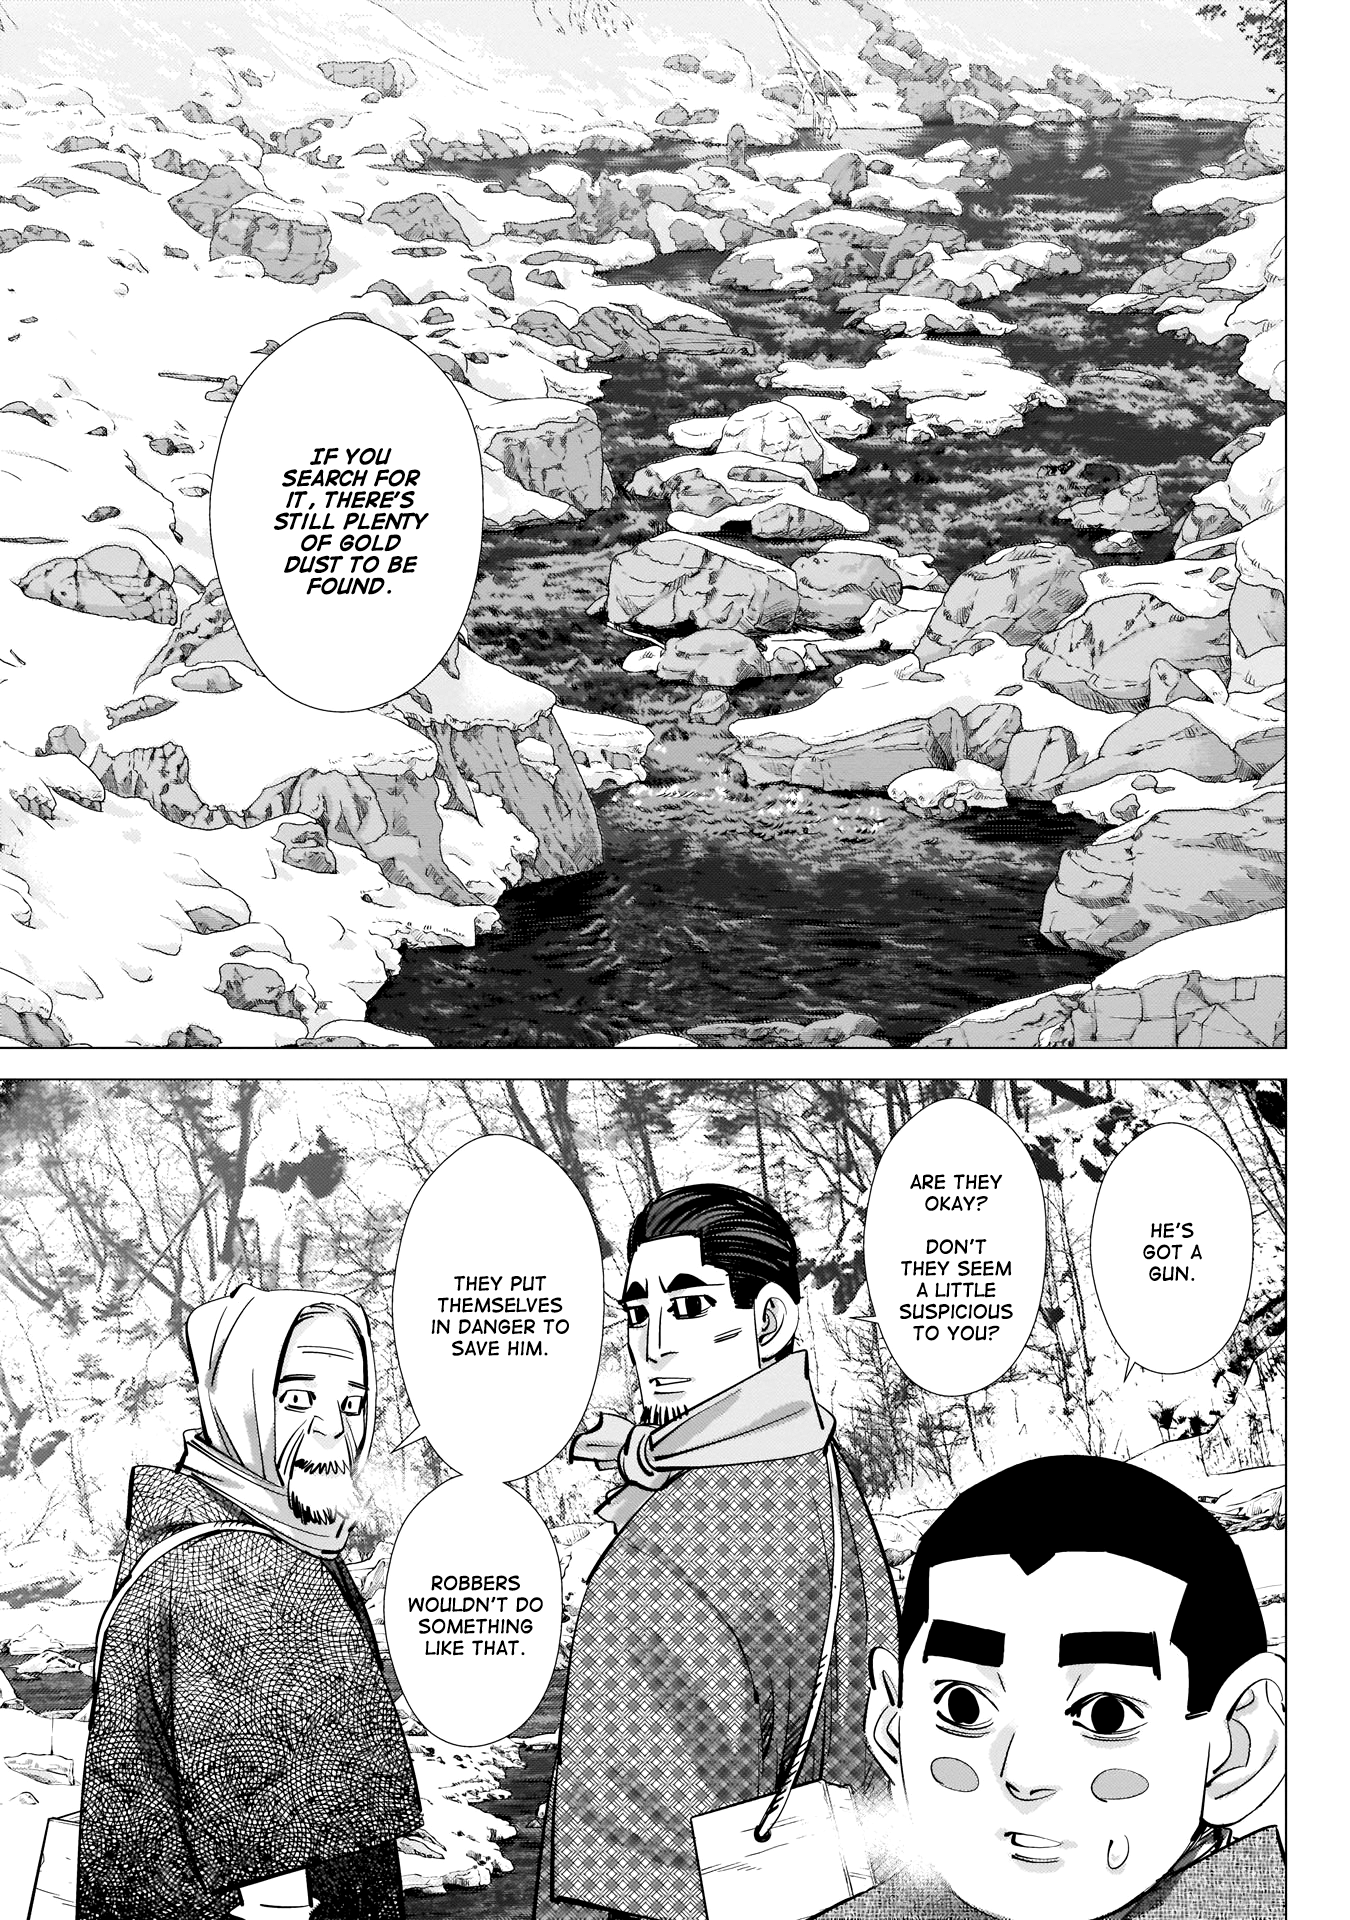 IF YOU
SEARCH FOR
IT, THERE'S
STILL PLENTY
OF GOLD
DUST TO BE
FOUND.
HE'S
GOT A
GUN.
ARE THEY
OKAY?
DON'T
THEY SEEM
A LITTLE
SUSPICIOUS
TO YOU?
THEY PUT
THEMSELVES
IN DANGER TO
SAVE HIM.
ROBBERS
WOULDN'T DO
SOMETHING
LIKE THAT.